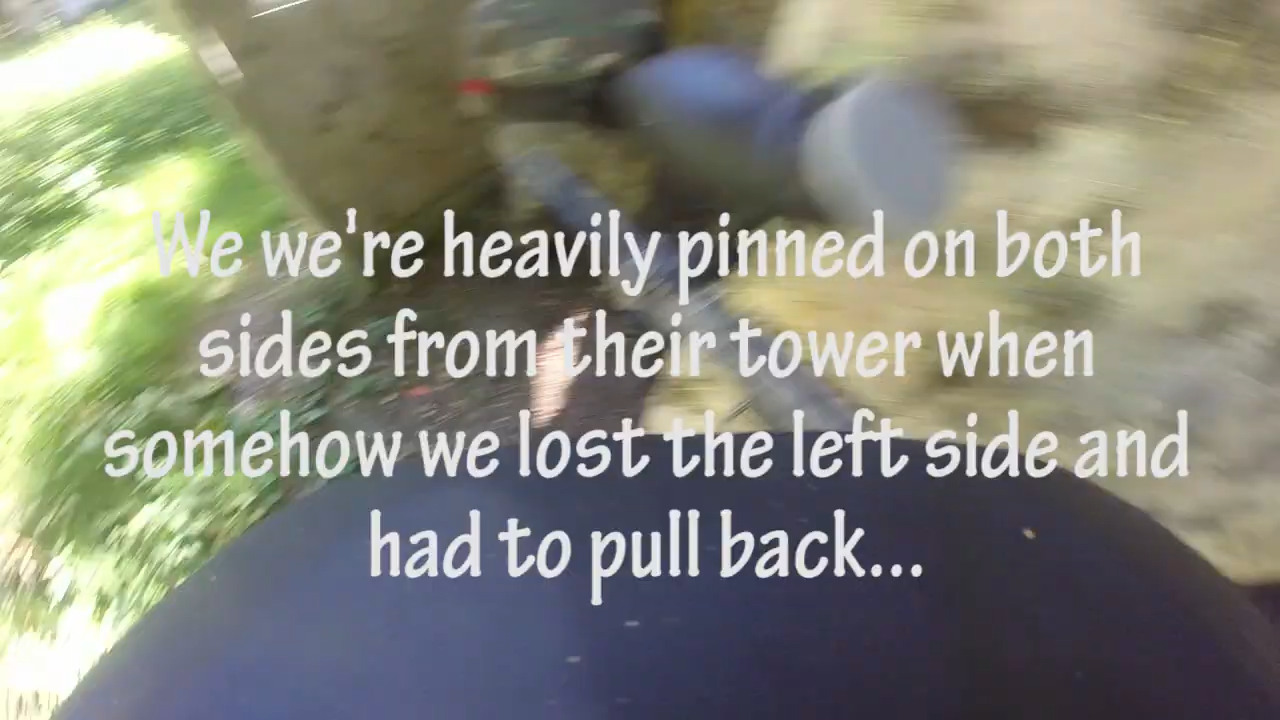 We we're heavily pinned on both
sides from their tower when
somehow we lost the left side and
had to pull back...